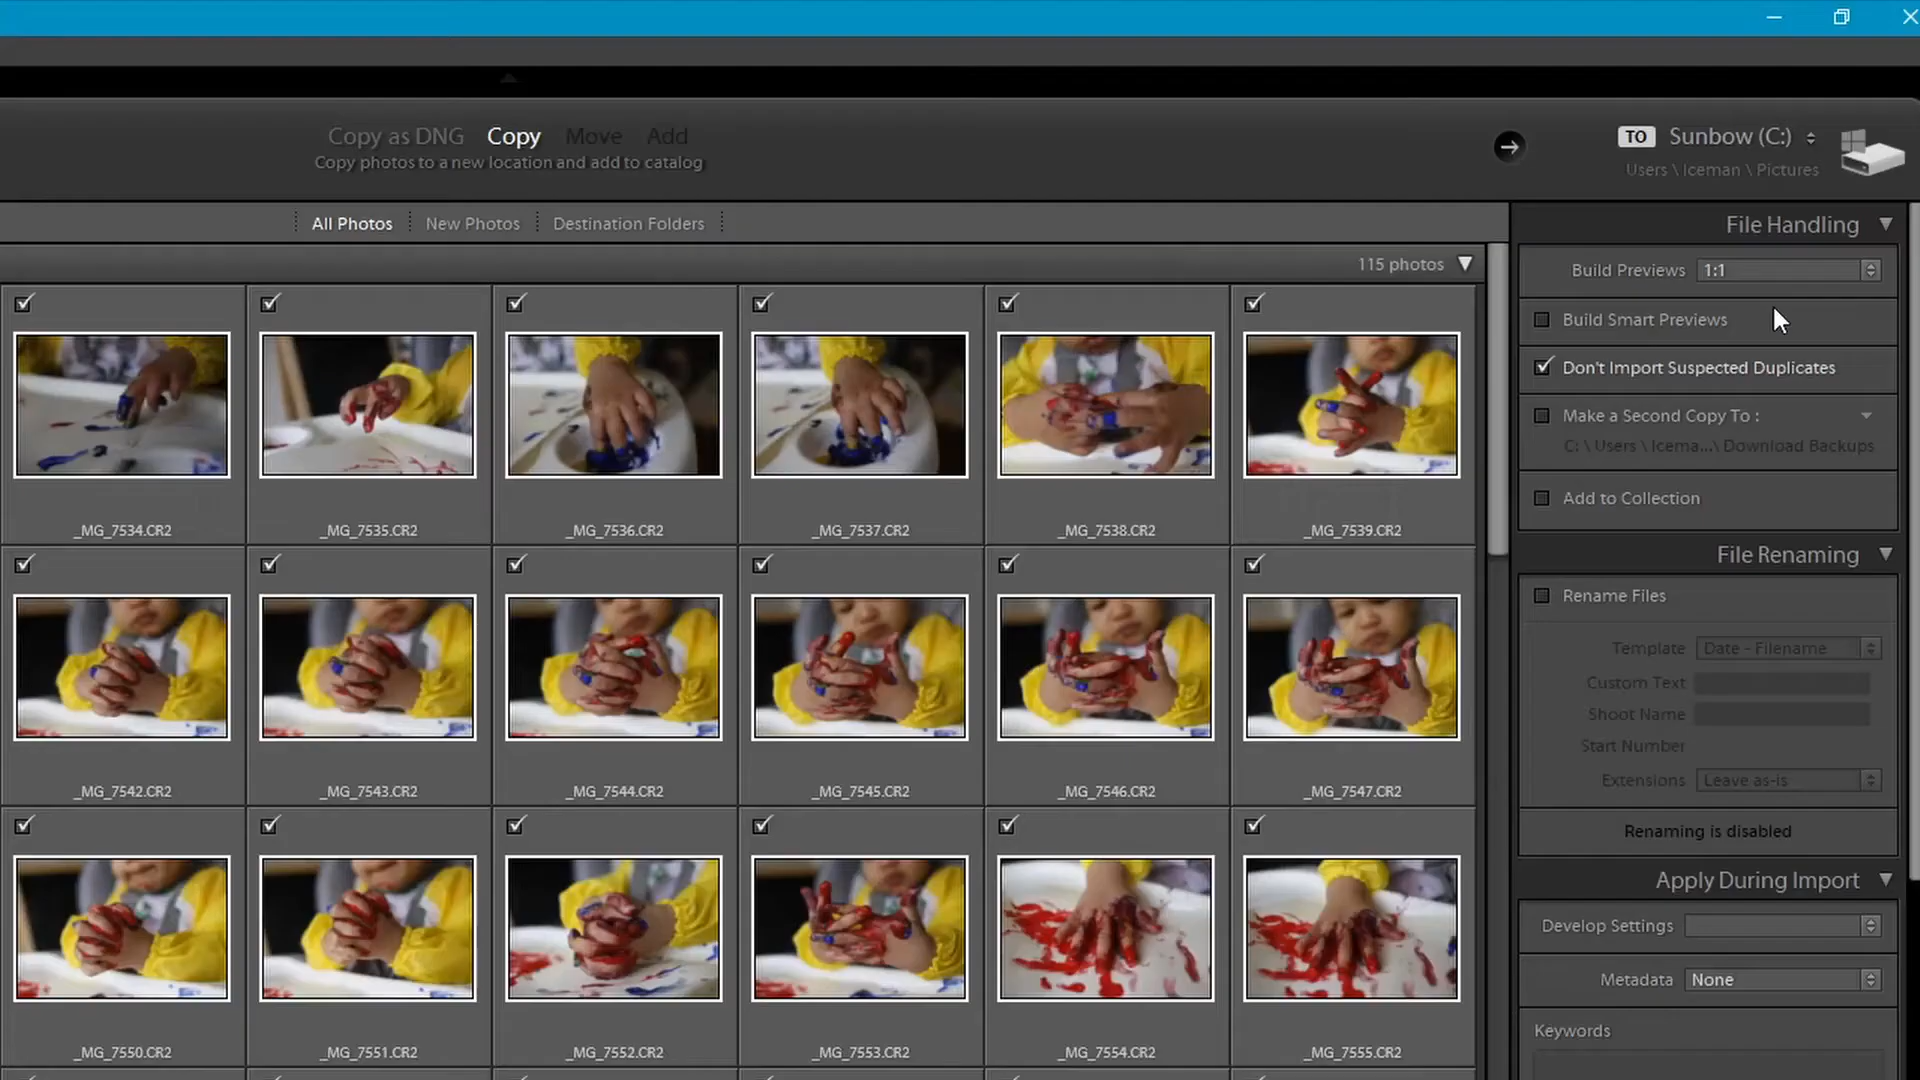 Copy as DNG Copy Move Add
Copy photos to a new location and add to catalog
TO Sunbow (C:)
Users \ Iceman \ Pictures
All Photos New Photos Destination Folders
115 photos
_MG_7534.CR2 _MG_7535.CR2 _MG_7536.CR2 _MG_7537.CR2 _MG_7538.CR2 _MG_7539.CR2
_MG_7542.CR2 _MG_7543.CR2 _MG_7544.CR2 _MG_7545.CR2 _MG_7546.CR2 _MG_7547.CR2
_MG_7550.CR2 _MG_7551.CR2 _MG_7552.CR2 _MG_7553.CR2 _MG_7554.CR2 _MG_7555.CR2
File Handling
Build Previews 1:1
Build Smart Previews
Don't Import Suspected Duplicates
Make a Second Copy To :
C: \ Users \ Icema...\ Download Backups
Add to Collection
File Renaming
Rename Files
Template Date - Filename
Custom Text
Shoot Name
Start Number
Extensions Leave as-is
Renaming is disabled
Apply During Import
Develop Settings
Metadata None
Keywords